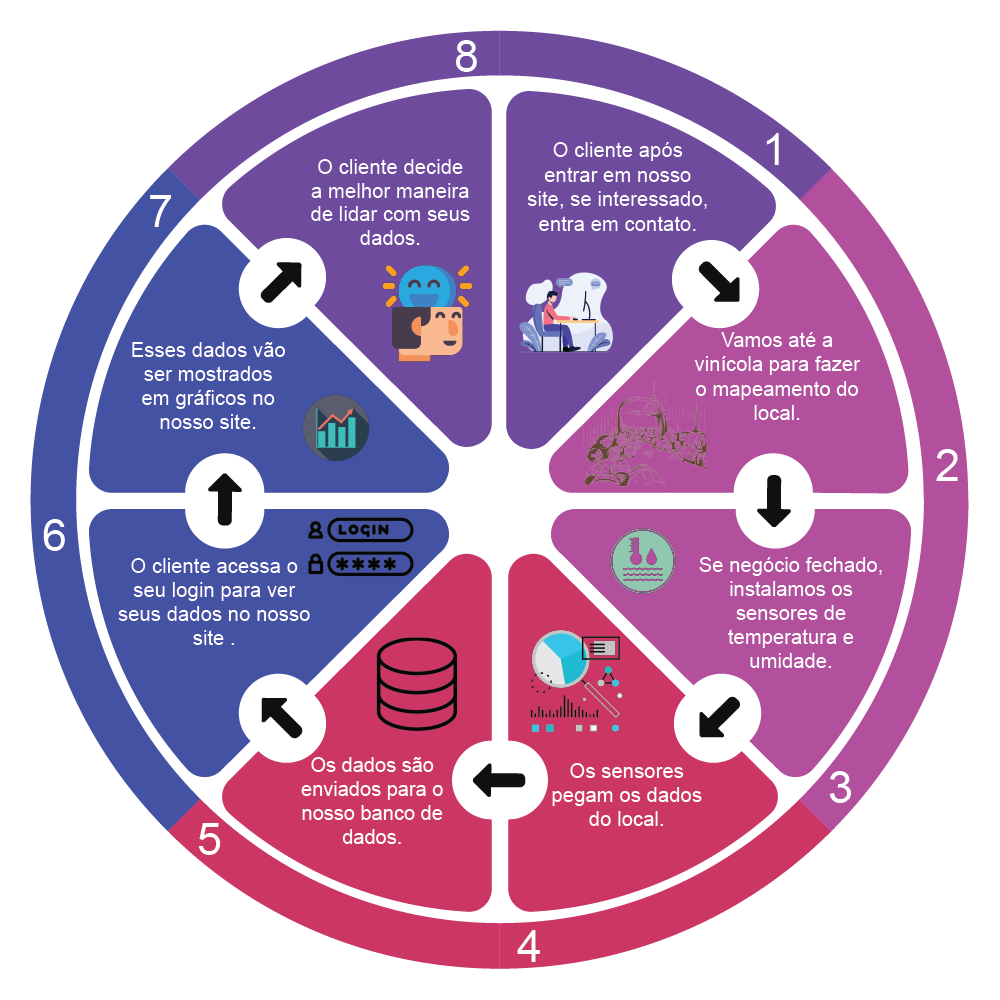 1
O cliente após
entrar em nosso
site, se interessado,
entra em contato.
2
Vamos até a
vinícola para fazer
o mapeamento do
local.
3
Se negócio fechado,
instalamos os
sensores de
temperatura e
umidade.
4
Os sensores
pegam os dados
do local.
5
Os dados são
enviados para o
nosso banco de
dados.
6
LOGIN
****
O cliente acessa o
seu login para ver
seus dados no nosso
site .
7
Esses dados vão
ser mostrados
em gráficos no
nosso site.
8
O cliente decide
a melhor maneira
de lidar com seus
dados.